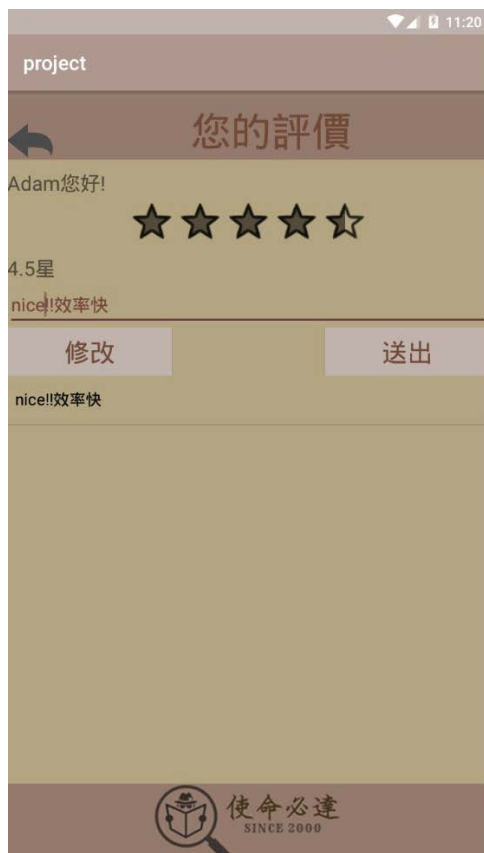 11:20
project
您的評價
Adam您好!
4.5星
nice!!效率快
修改
送出
nice!!效率快
使命必達
SINCE 2000